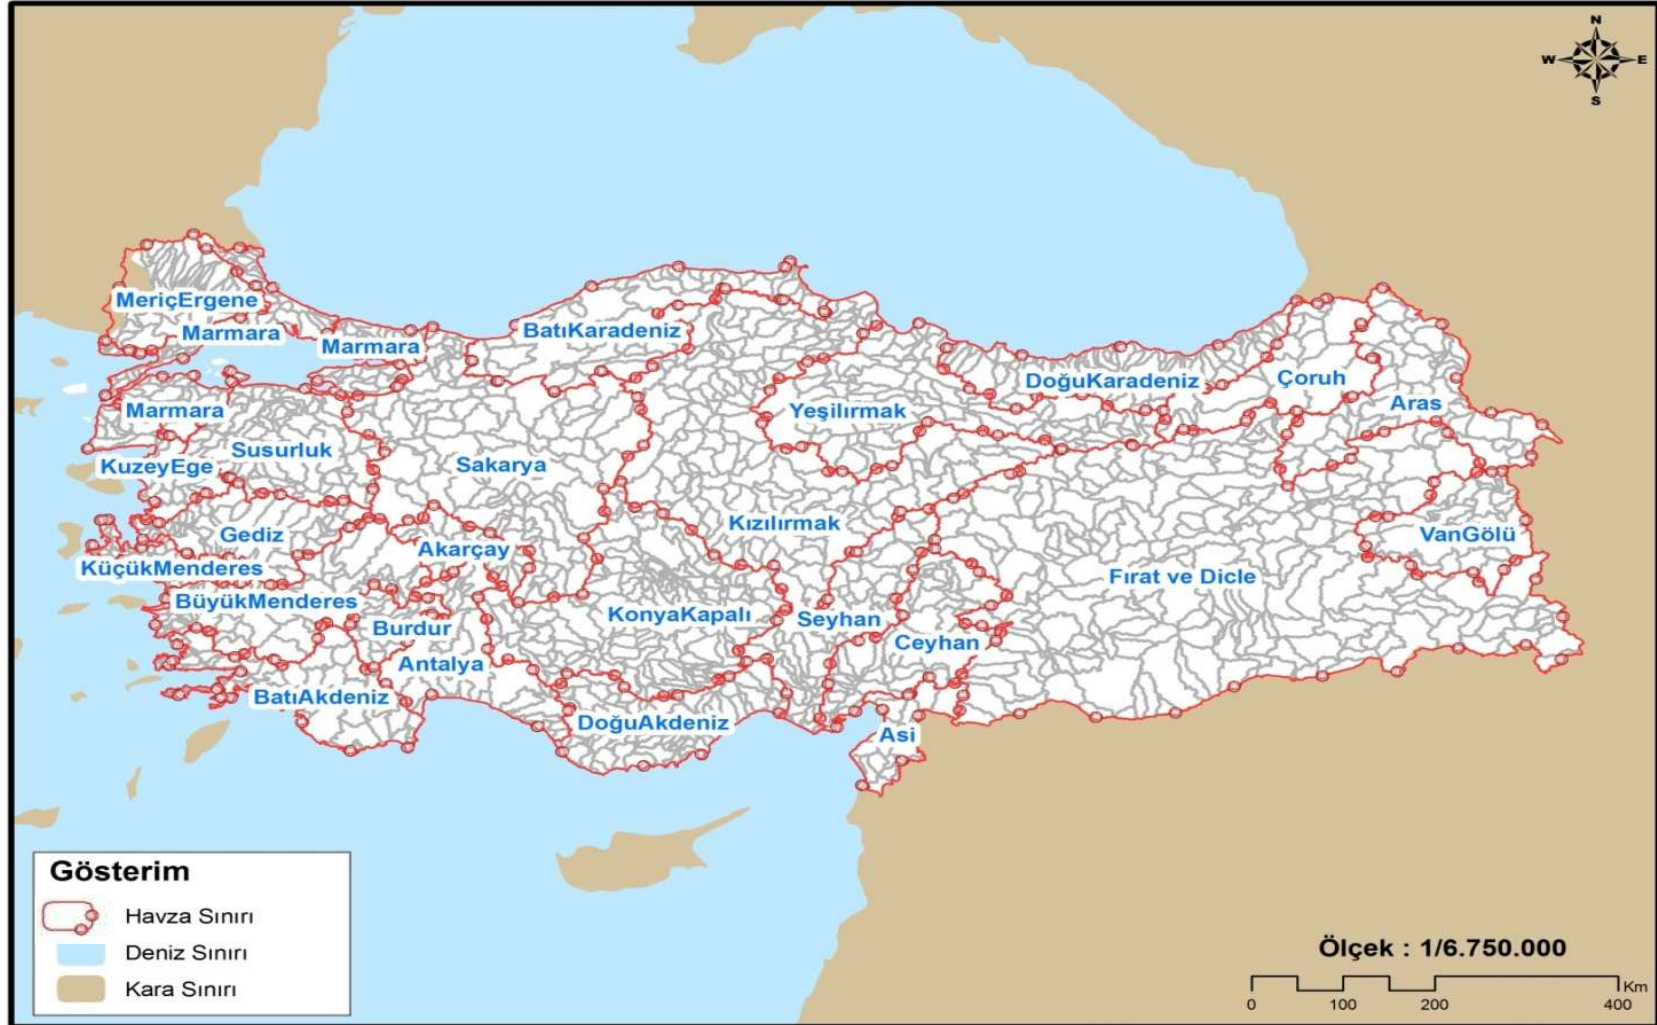 N
W E
S
MeriçErgene
Marmara
Marmara
BatıKaradeniz
DoğuKaradeniz
Çoruh
Aras
Marmara
Yeşilırmak
Susurluk
KuzeyEge
Sakarya
Kızılırmak
Gediz
Akarçay
VanGölü
KüçükMenderes
Fırat ve Dicle
BüyükMenderes
KonyaKapalı
Seyhan
Burdur
Ceyhan
Antalya
BatıAkdeniz
DoğuAkdeniz
Asi
Gösterim
Havza Sınırı
Deniz Sınırı
Kara Sınırı
Ölçek : 1/6.750.000
Km
0 100 200 400